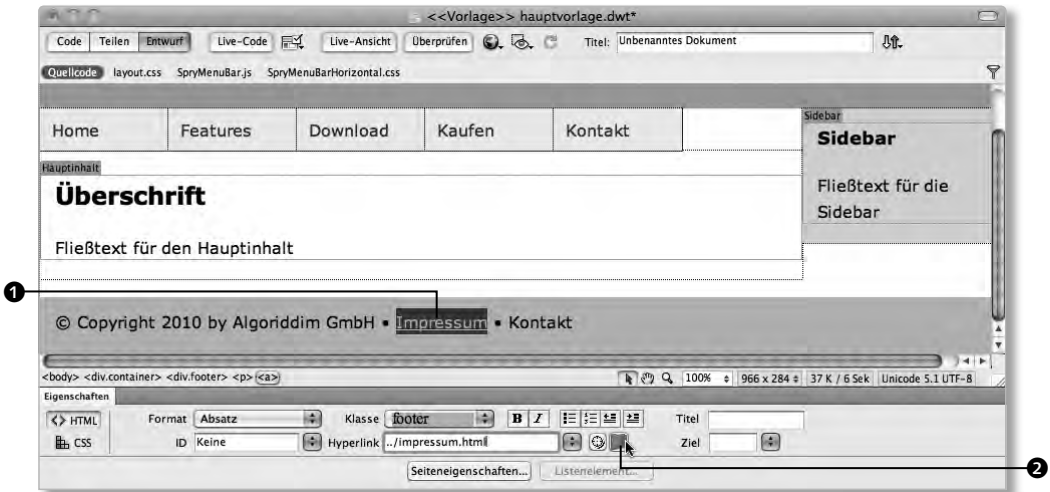 <<Vorlage>> hauptvorlage.dwt*
Code Teilen Entwurf Live-Code Live-Ansicht Überprüfen Titel: Unbenanntes Dokument
Quellcode layout.css SpryMenuBar.js SpryMenuBarHorizontal.css
Home Features Download Kaufen Kontakt
Sidebar
Sidebar
Hauptinhalt
Überschrift
Fließtext für die
Sidebar
Fließtext für den Hauptinhalt
❶
© Copyright 2010 by Algoriddim GmbH • Impressum • Kontakt
<body> <div.container> <div.footer> <p> <a> 100% 966 x 284 37 K / 6 Sek Unicode 5.1 UTF-8
Eigenschaften
<> HTML Format Absatz Klasse footer B I Titel
CSS ID Keine Hyperlink ../impressum.html Ziel
Seiteneigenschaften... Listenelement...
❷